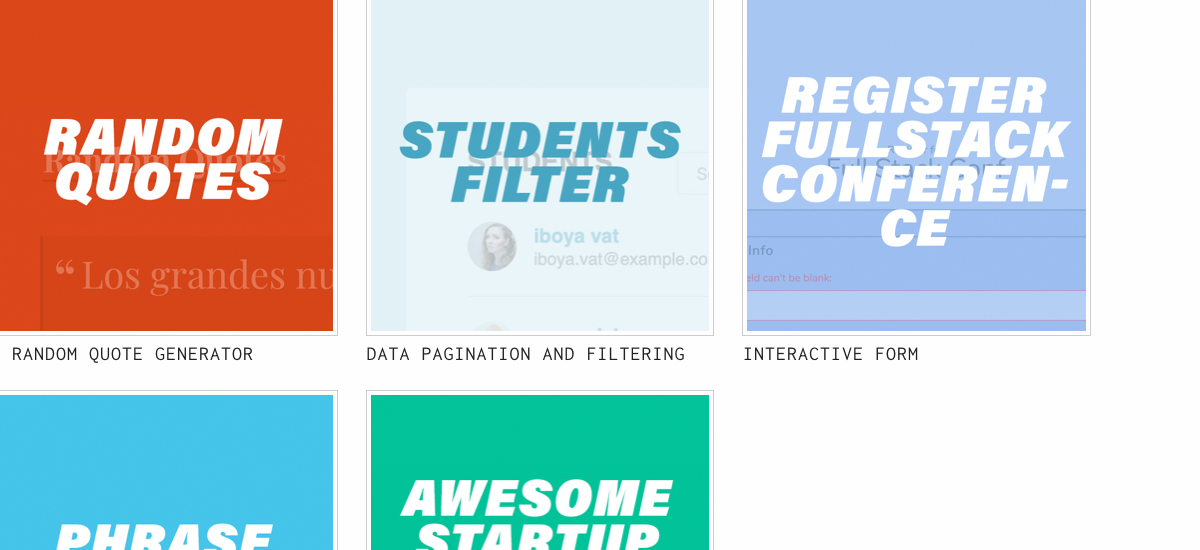 RANDOM
QUOTES
Random Quotes
“ Los grandes nu
RANDOM QUOTE GENERATOR
STUDENTS
FILTER
STUDENTS
iboya vat
iboya.vat@example.co
DATA PAGINATION AND FILTERING
REGISTER
FULLSTACK
CONFEREN-
CE
Full Stack Conf
Info
eld can't be blank:
INTERACTIVE FORM
PHRASE
AWESOME
STARTUP